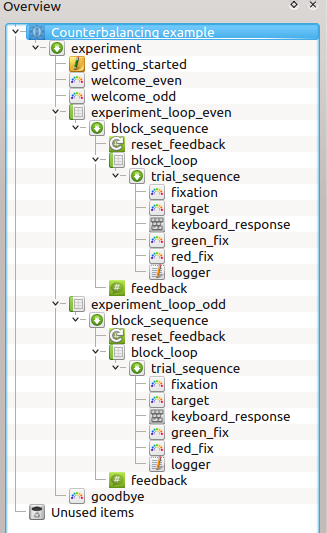 Overview
Counterbalancing example
experiment
getting_started
welcome_even
welcome_odd
experiment_loop_even
block_sequence
reset_feedback
block_loop
trial_sequence
fixation
target
keyboard_response
green_fix
red_fix
logger
feedback
experiment_loop_odd
block_sequence
reset_feedback
block_loop
trial_sequence
fixation
target
keyboard_response
green_fix
red_fix
logger
feedback
goodbye
Unused items